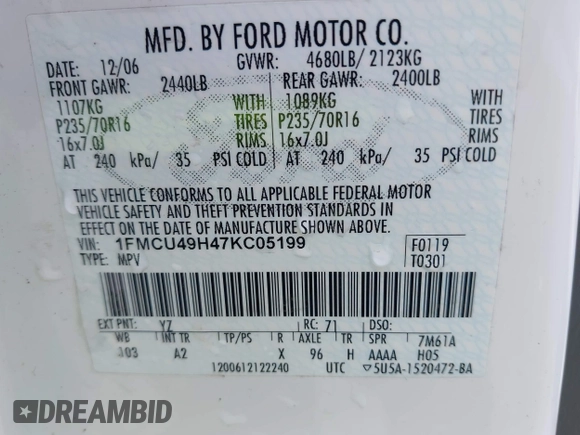 MFD. BY FORD MOTOR CO.
DATE: 12/06 GVWR: 4680LB/ 2123KG
FRONT GAWR: 2440LB REAR GAWR: 2400LB
1107KG WITH 1089KG WITH
P235/70R16 TIRES P235/70R16 TIRES
16x7.0J RIMS 16x7.0J RIMS
AT 240 kPa/ 35 PSI COLD AT 240 kPa/ 35 PSI COLD
THIS VEHICLE CONFORMS TO ALL APPLICABLE FEDERAL MOTOR
VEHICLE SAFETY AND THEFT PREVENTION STANDARDS IN
EFFECT ON THE DATE OF MANUFACTURE SHOWN ABOVE.
VIN: 1FMCU49H47KC05199 F0119
TYPE: MPV T0301
EXT PNT: YZ RC: 71 DSO:
WB INT TR TP/PS R AXLE TR SPR 7M61A
103 A2 X 96 H AAAA H05
1200612122240 UTC ▽5U5A-1520472-BA
Ford
DREAMBID